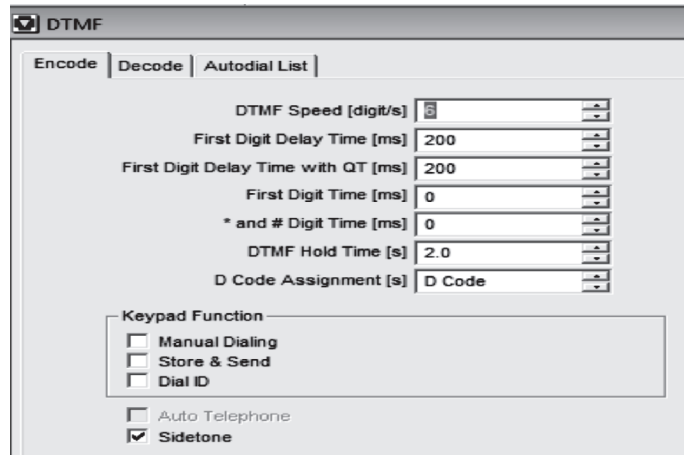 DTMF
Encode Decode Autodial List
DTMF Speed [digit/s] 6
First Digit Delay Time [ms] 200
First Digit Delay Time with QT [ms] 200
First Digit Time [ms] 0
* and # Digit Time [ms] 0
DTMF Hold Time [s] 2.0
D Code Assignment [s] D Code
Keypad Function
Manual Dialing
Store & Send
Dial ID
Auto Telephone
Sidetone